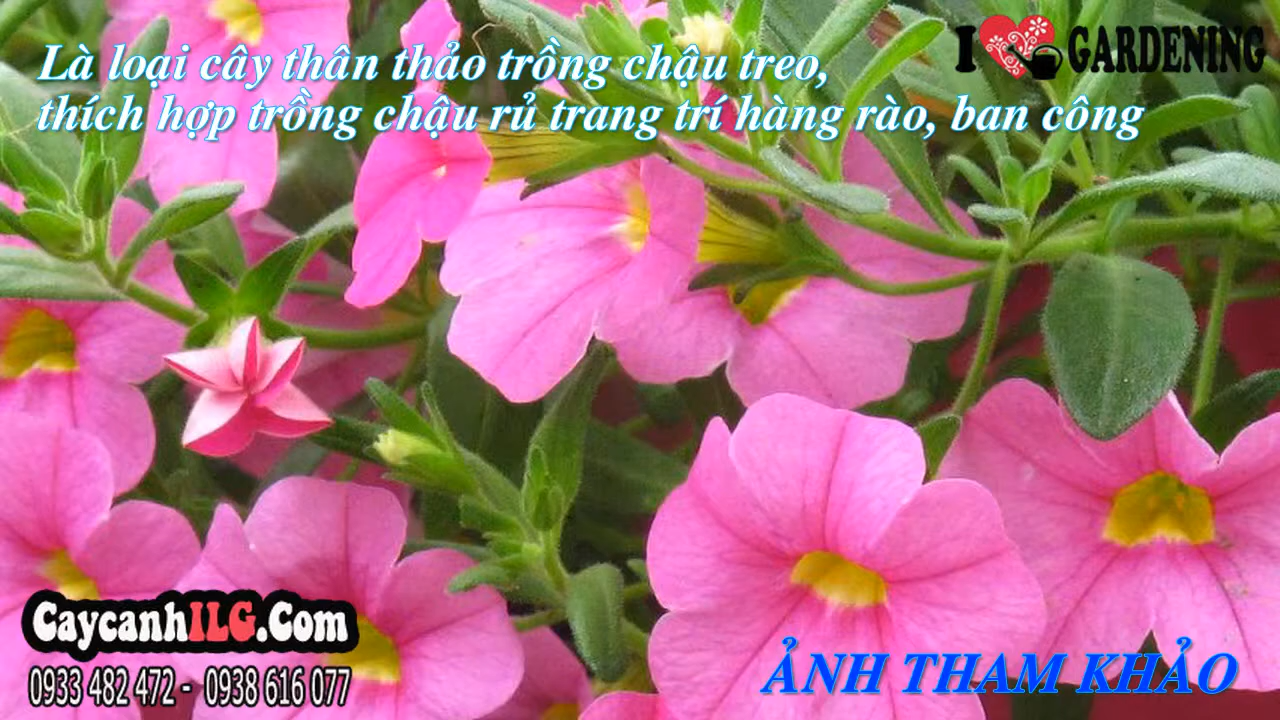 Là loại cây thân thảo trồng chậu treo,
thích hợp trồng chậu rủ trang trí hàng rào, ban công
I GARDENING
CaycanhILG.Com
0933 482 472 - 0938 616 077
ẢNH THAM KHẢO